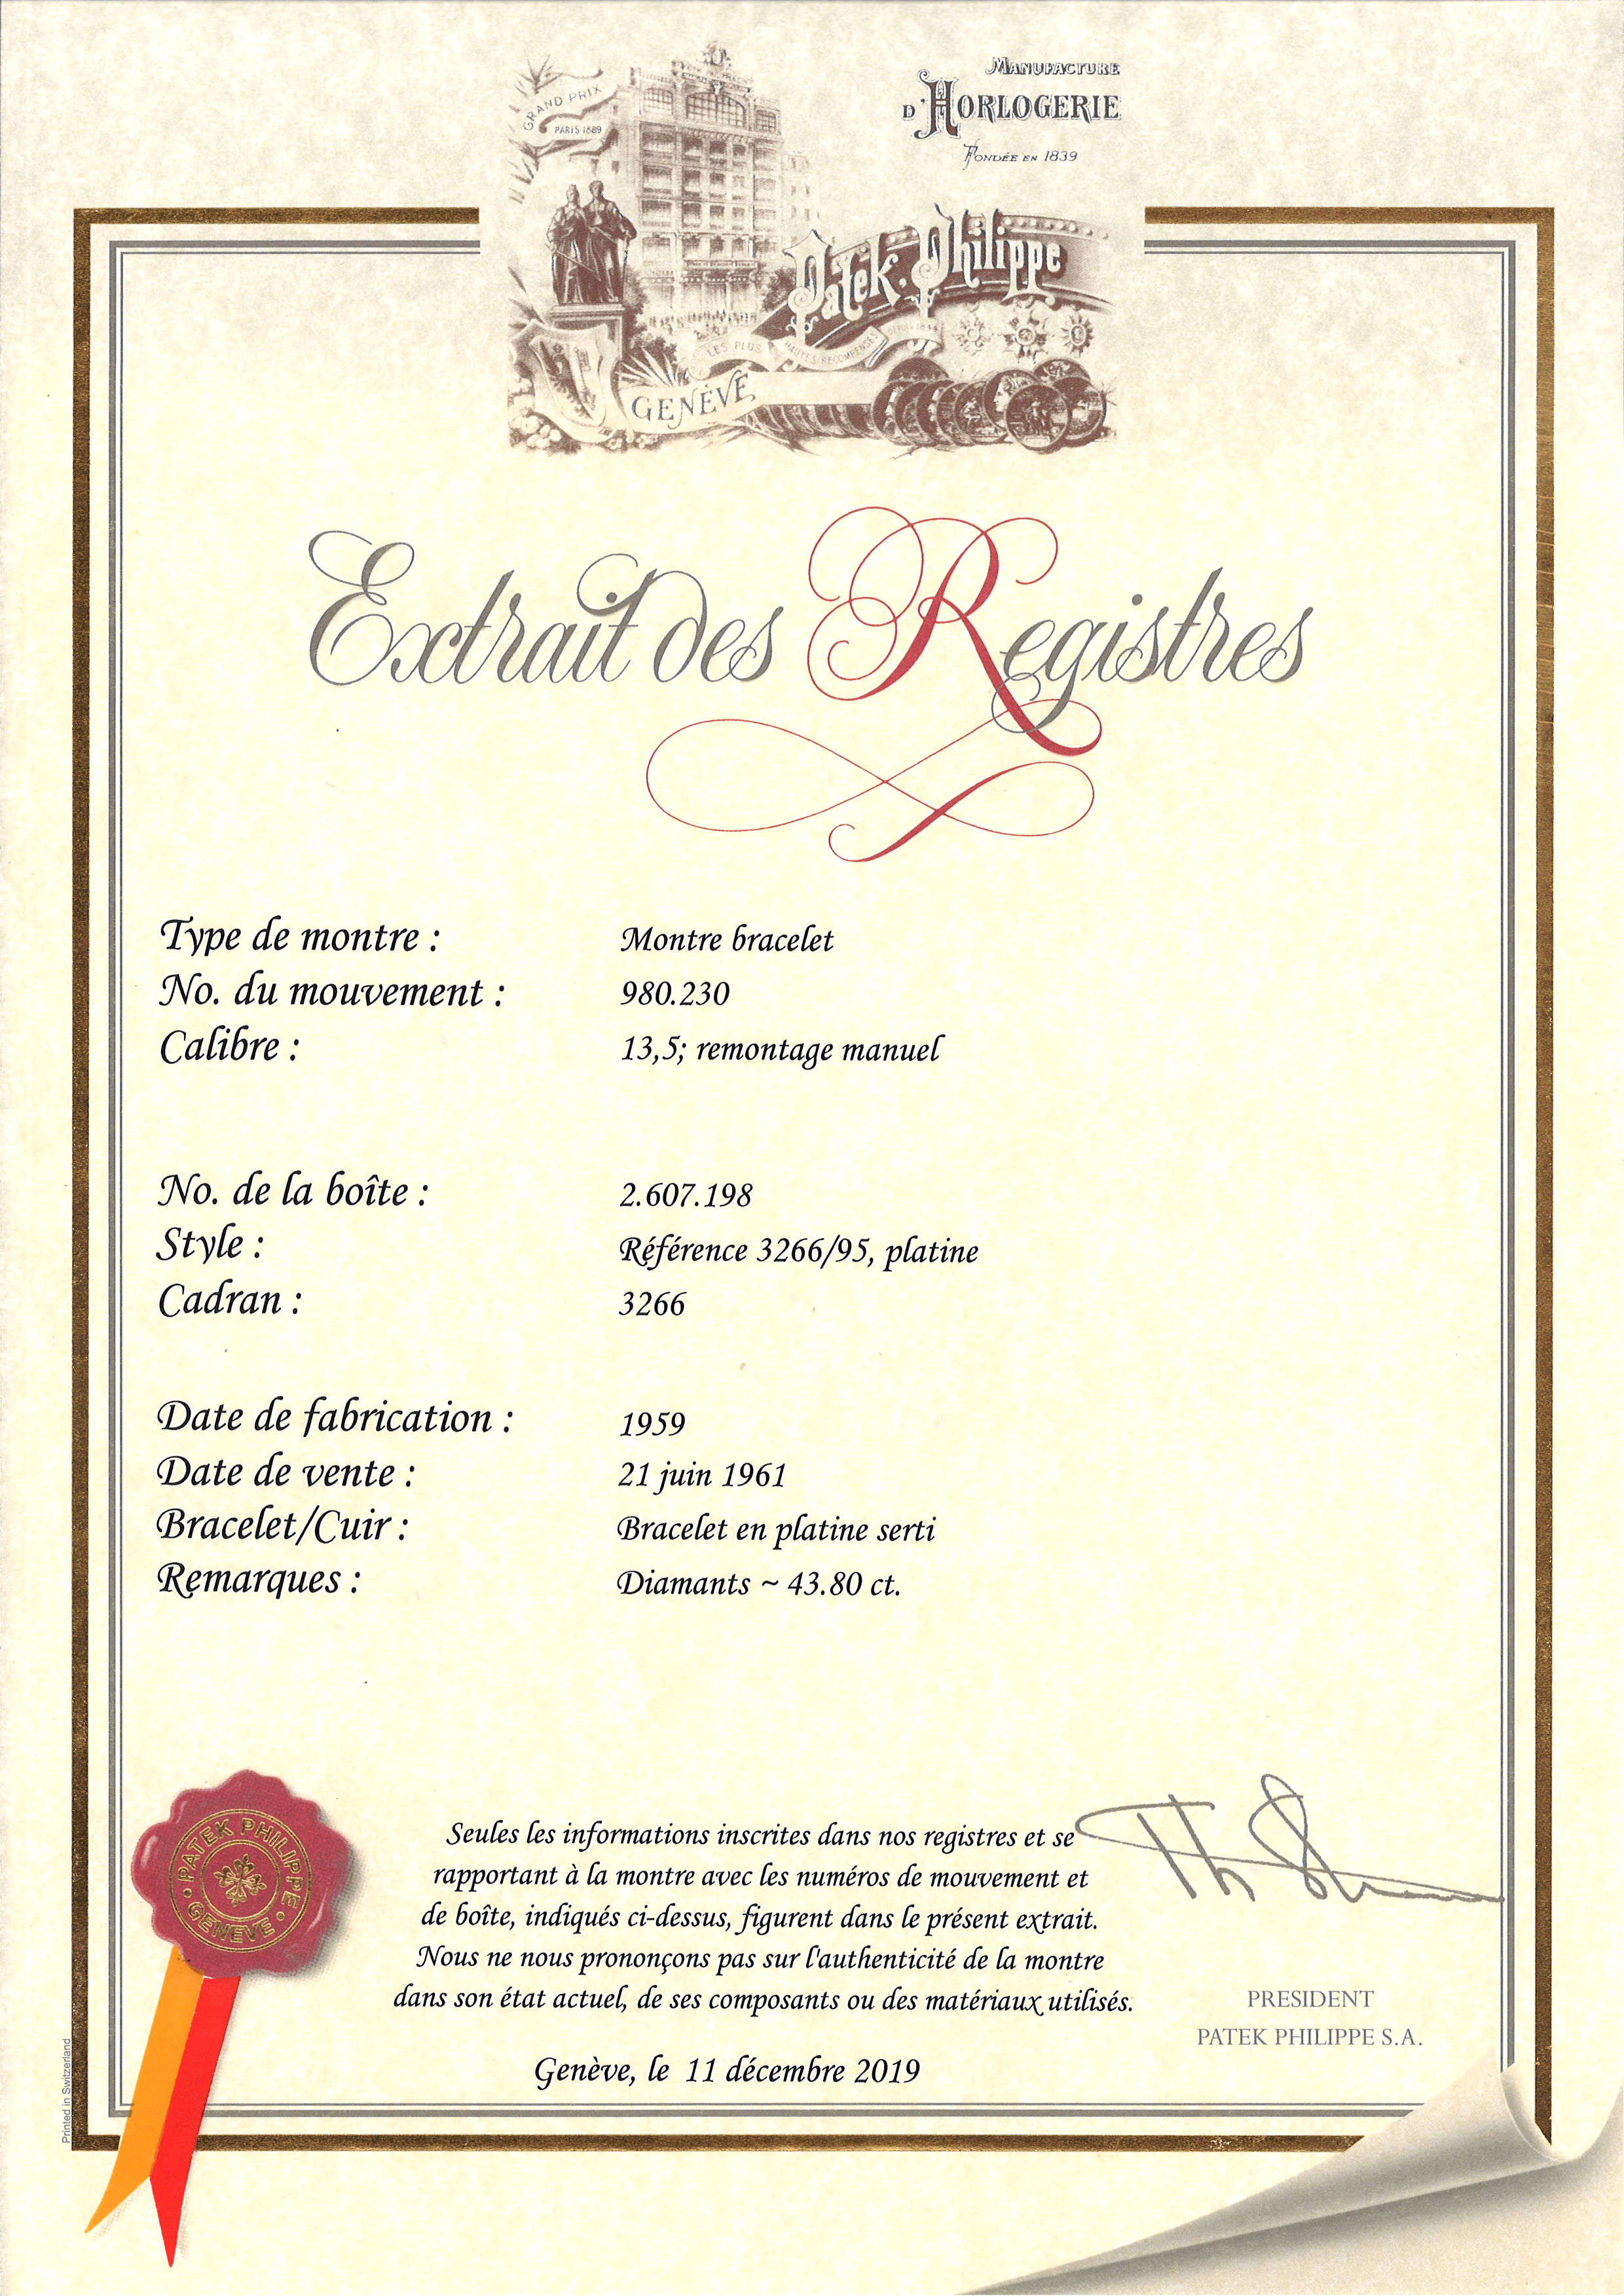 MANUFACTURE
D'HORLOGERIE
FONDÉE EN 1839
GRAND PRIX
PARIS 1889
Patek. Philippe
LES PLUS HAUTES RECOMPENSES
GENÈVE
Extrait des Registres
Type de montre : Montre bracelet
No. du mouvement : 980.230
Calibre : 13,5; remontage manuel
No. de la boîte : 2.607.198
Style : Référence 3266/95, platine
Cadran : 3266
Date de fabrication : 1959
Date de vente : 21 juin 1961
Bracelet/Cuir : Bracelet en platine serti
Remarques : Diamants ~ 43.80 ct.
Seules les informations inscrites dans nos registres et se
rapportant à la montre avec les numéros de mouvement et
de boîte, indiqués ci-dessus, figurent dans le présent extrait.
Nous ne nous prononçons pas sur l'authenticité de la montre
dans son état actuel, de ses composants ou des matériaux utilisés.
Genève, le 11 décembre 2019
PRESIDENT
PATEK PHILIPPE S.A.
PATEK PHILIPPE
GENEVE
Printed in Switzerland